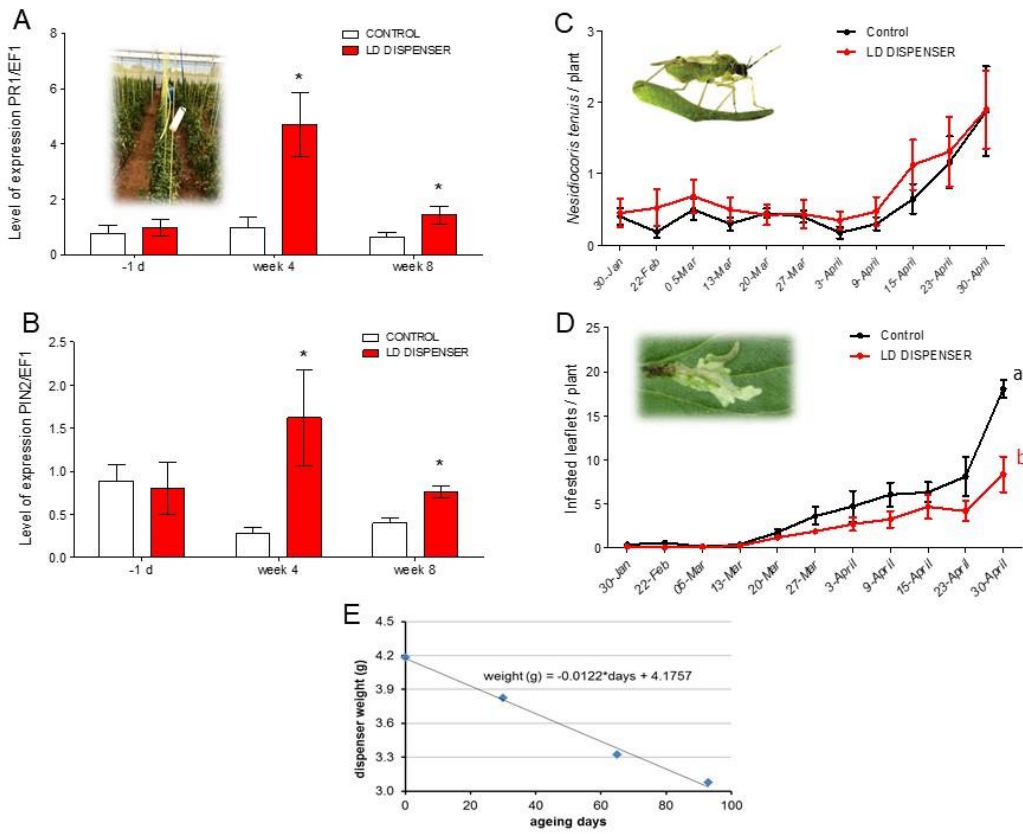 A
Level of expression PR1/EF1
8
6
4
2
0
CONTROL
LD DISPENSER
*
*
-1 d
week 4
week 8
C
Nesidiocoris tenuis / plant
3
2
1
0
Control
LD DISPENSER
30-Jan
22-Feb
05-Mar
13-Mar
20-Mar
27-Mar
3-April
9-April
15-April
23-April
30-April
B
Level of expression PIN2/EF1
2.5
2.0
1.5
1.0
0.5
0.0
CONTROL
LD DISPENSER
*
*
-1 d
week 4
week 8
D
Infested leaflets / plant
25
20
15
10
5
0
Control
LD DISPENSER
a
b
30-Jan
22-Feb
06-Mar
13-Mar
20-Mar
27-Mar
3-April
9-April
15-April
23-April
30-April
E
dispenser weight (g)
4.5
4.2
3.9
3.6
3.3
3.0
weight (g) = -0.0122*days + 4.1757
0
20
40
60
80
100
ageing days